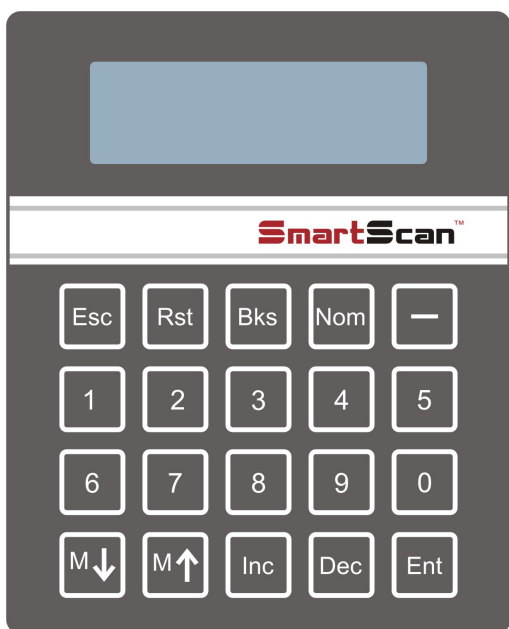 SmartScan™
Esc Rst Bks Nom —
1 2 3 4 5
6 7 8 9 0
M↓ M↑ Inc Dec Ent